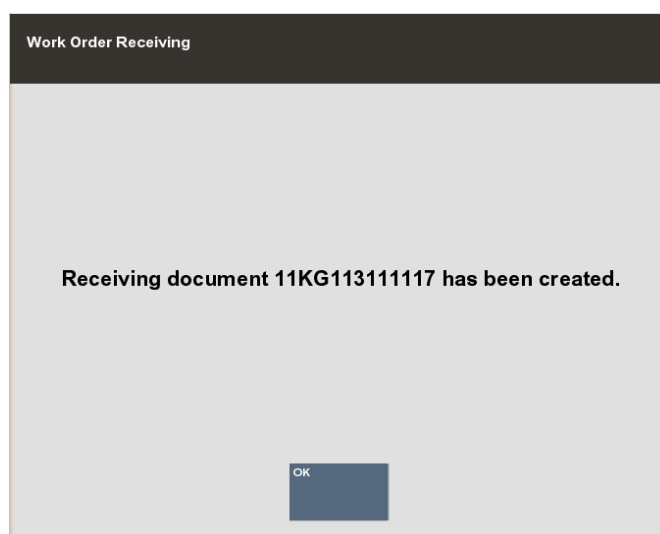 Work Order Receiving
Receiving document 11KG113111117 has been created.
OK